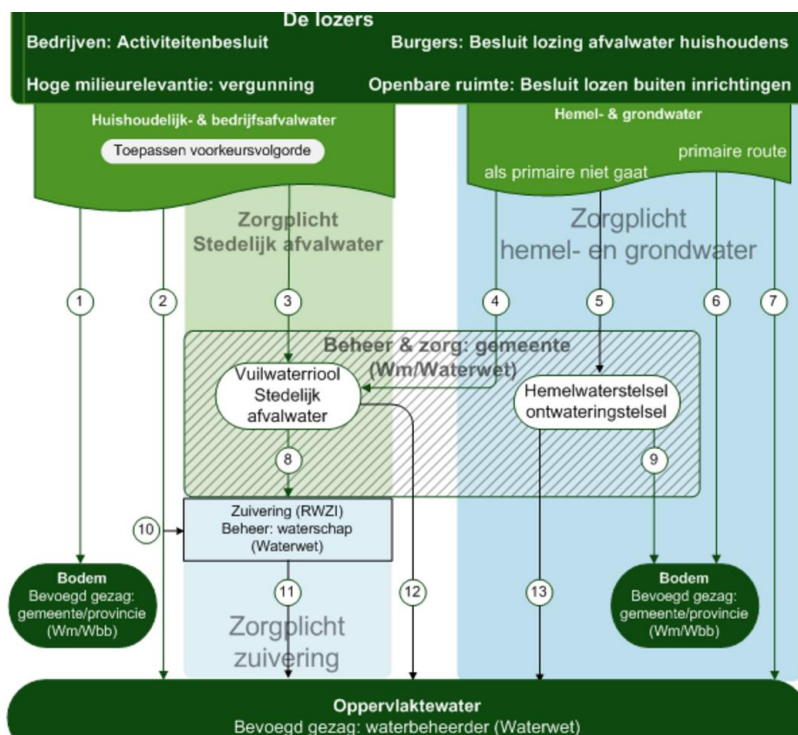 De lozers
Bedrijven: Activiteitenbesluit
Burgers: Besluit lozing afvalwater huishoudens
Hoge milieurelevantie: vergunning
Openbare ruimte: Besluit lozen buiten inrichtingen
Huishoudelijk- & bedrijfsafvalwater
Toepassen voorkeursvolgorde
Hemel- & grondwater
primaire route
als primaire niet gaat
Zorgplicht
Stedelijk afvalwater
Zorgplicht
hemel- en grondwater
1
2
3
4
5
6
7
Beheer & zorg: gemeente
(Wm/Waterwet)
Vuilwaterriool
Stedelijk
afvalwater
Hemelwaterstelsel
ontwateringstelsel
8
9
Zuivering (RWZI)
Beheer: waterschap
(Waterwet)
10
Bodem
Bevoegd gezag:
gemeente/provincie
(Wm/Wbb)
11
12
13
Bodem
Bevoegd gezag:
gemeente/provincie
(Wm/Wbb)
Zorgplicht
zuivering
Oppervlaktewater
Bevoegd gezag: waterbeheerder (Waterwet)